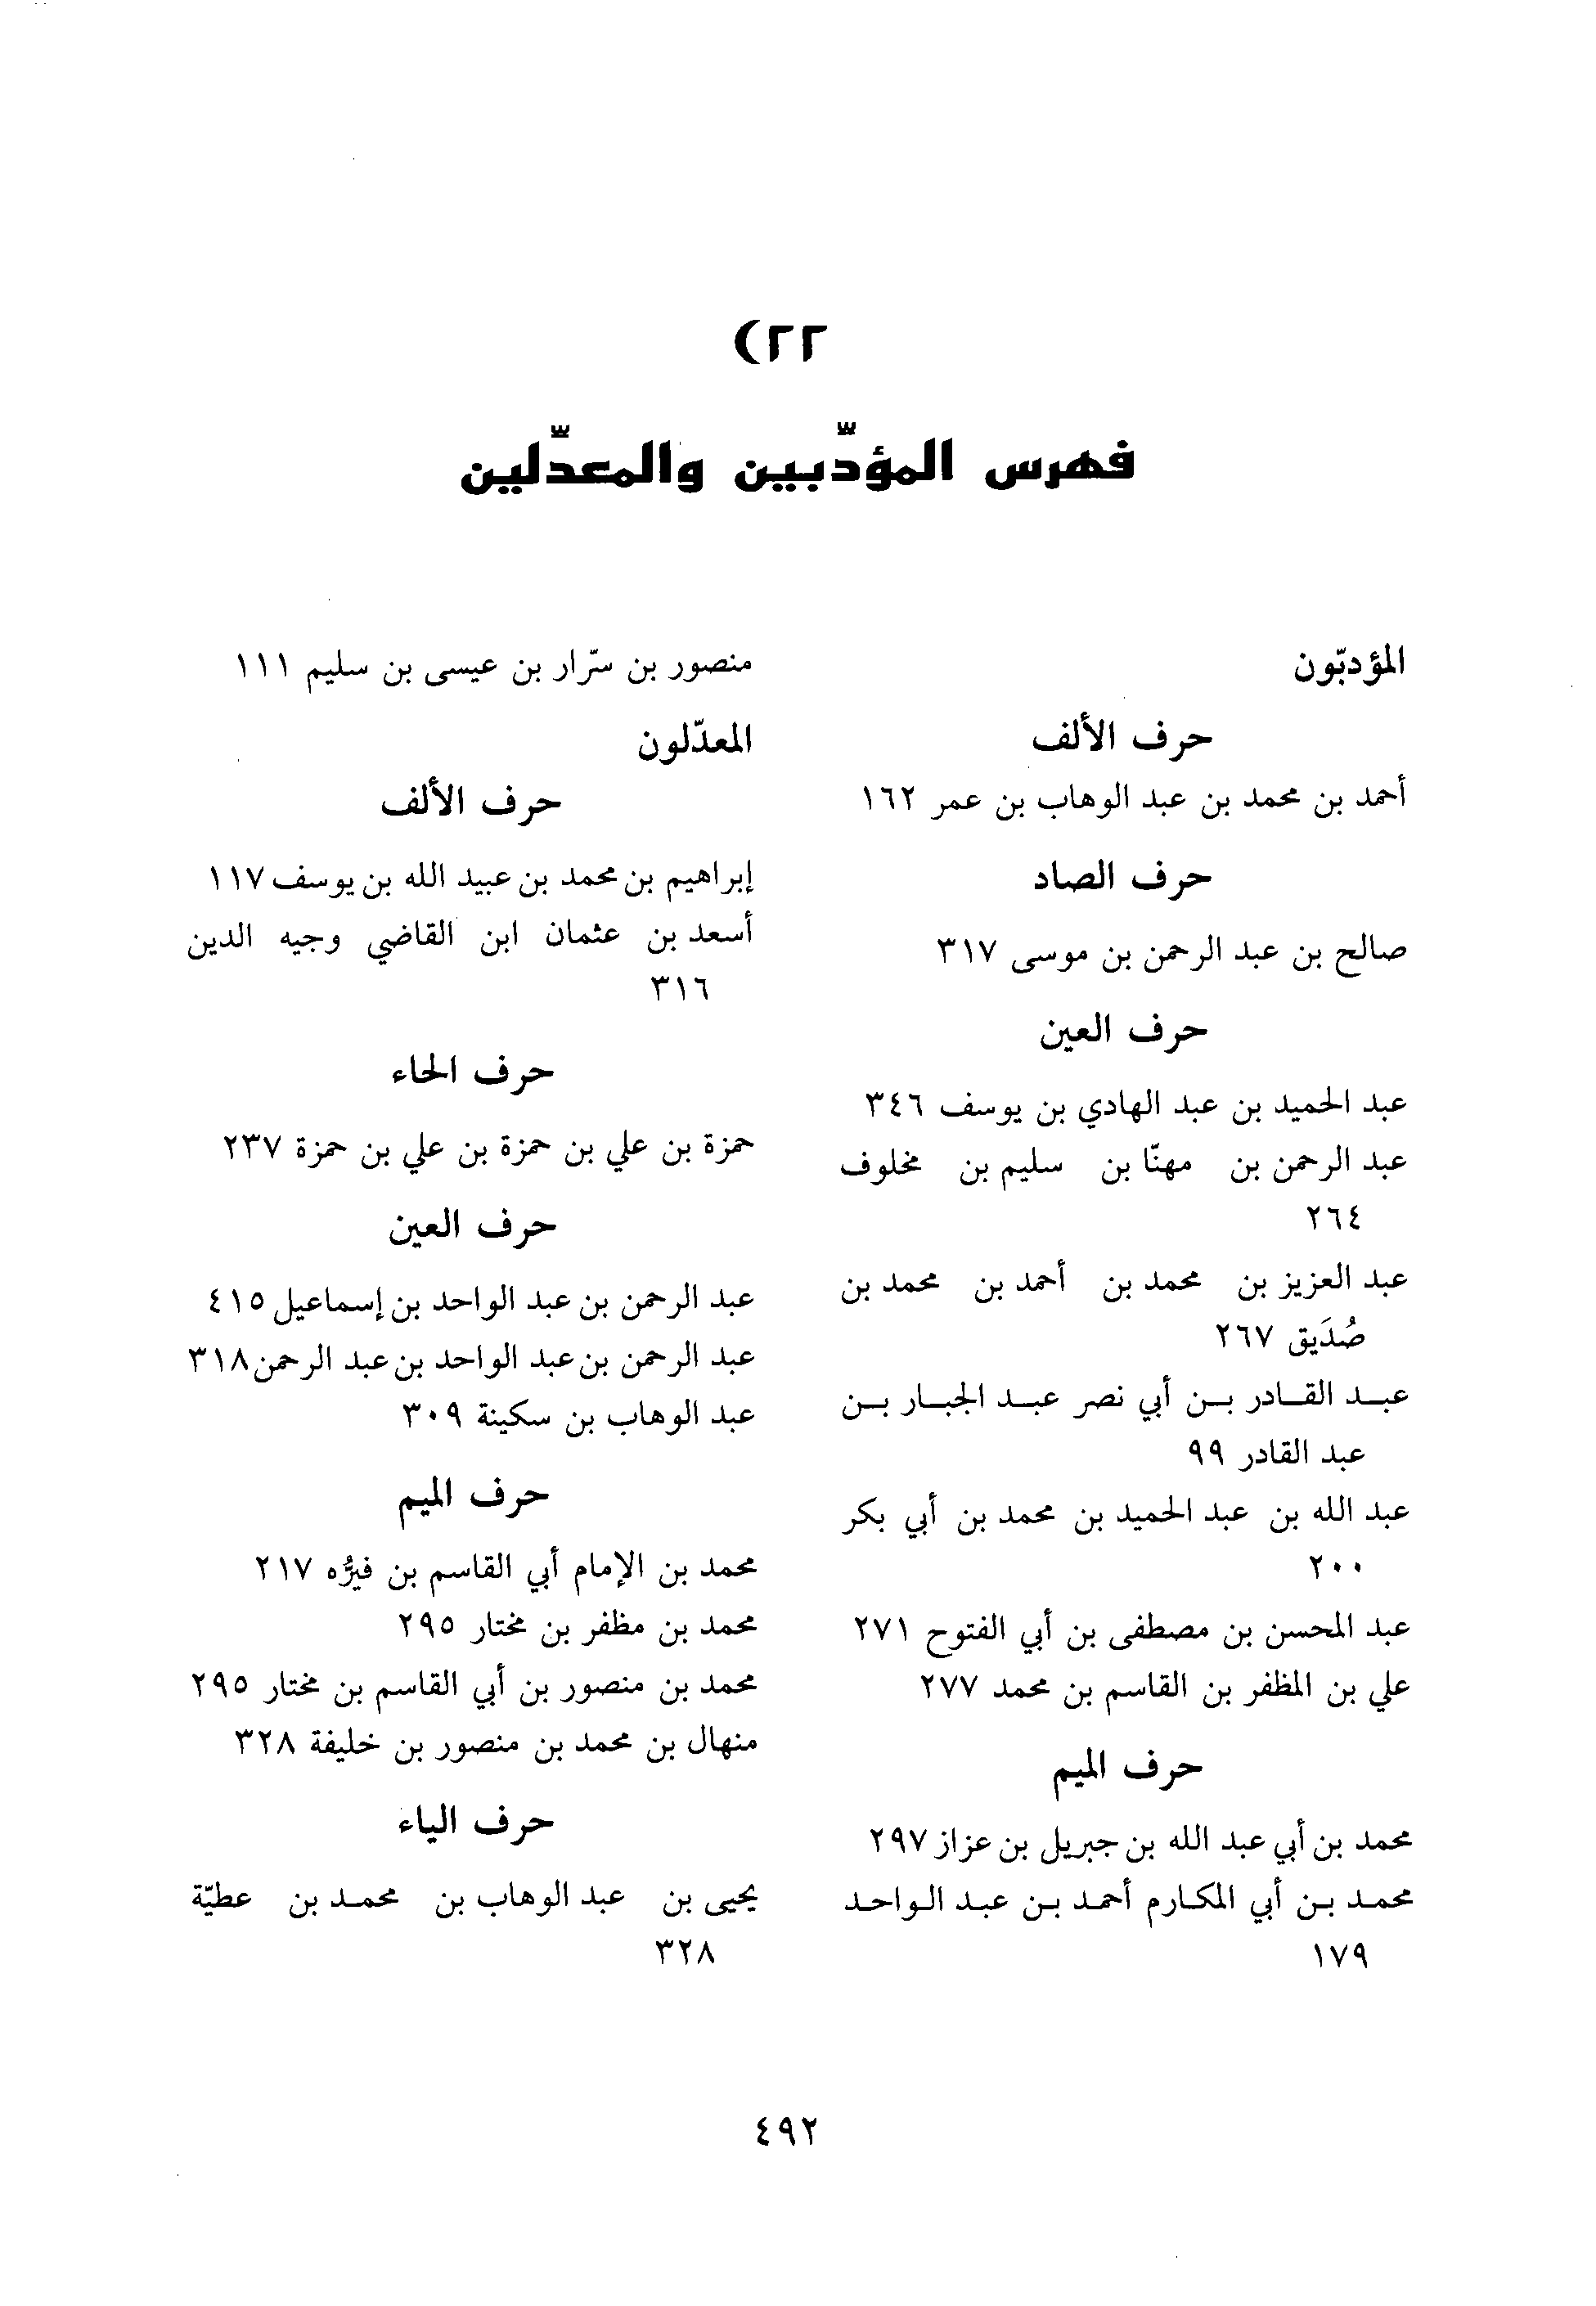 ٢٢)
فهرس المؤدّبين والمعدّلين
المؤدبّون
حرف الألف
أحمد بن محمد بن عبد الوهاب بن عمر ١٦٢
حرف الصاد
صالح بن عبد الرحمن بن موسى ٣١٧
حرف العين
عبد الحميد بن عبد الهادي بن يوسف ٣٤٦
عبد الرحمن بن مهنّا بن سليم بن مخلوف
٢٦٤
عبد العزيز بن محمد بن أحمد بن محمد بن
صُدَيق ٢٦٧
عبد القادر بن أبي نصر عبد الجبار بن
عبد القادر ٩٩
عبد الله بن عبد الحميد بن محمد بن أبي بكر
٢٠٠
عبد المحسن بن مصطفى بن أبي الفتوح ٢٧١
علي بن المظفر بن القاسم بن محمد ٢٧٧
حرف الميم
محمد بن أبي عبد الله بن جبريل بن عزاز ٢٩٧
محمد بن أبي المكارم أحمد بن عبد الواحد
١٧٩
منصور بن سرّار بن عيسى بن سليم ١١١
المعدّلون
حرف الألف
إبراهيم بن محمد بن عبيد الله بن يوسف ١١٧
أسعد بن عثمان ابن القاضي وجيه الدين
٣١٦
حرف الحاء
حمزة بن علي بن حمزة بن علي بن حمزة ٢٣٧
حرف العين
عبد الرحمن بن عبد الواحد بن إسماعيل ٤١٥
عبد الرحمن بن عبد الواحد بن عبد الرحمن ٣١٨
عبد الوهاب بن سكينة ٣٠٩
حرف الميم
محمد بن الإمام أبي القاسم بن فيرُّه ٢١٧
محمد بن مظفر بن مختار ٢٩٥
محمد بن منصور بن أبي القاسم بن مختار ٢٩٥
منهال بن محمد بن منصور بن خليفة ٣٢٨
حرف الياء
يحيى بن عبد الوهاب بن محمد بن عطيّة
٣٢٨
٤٩٢